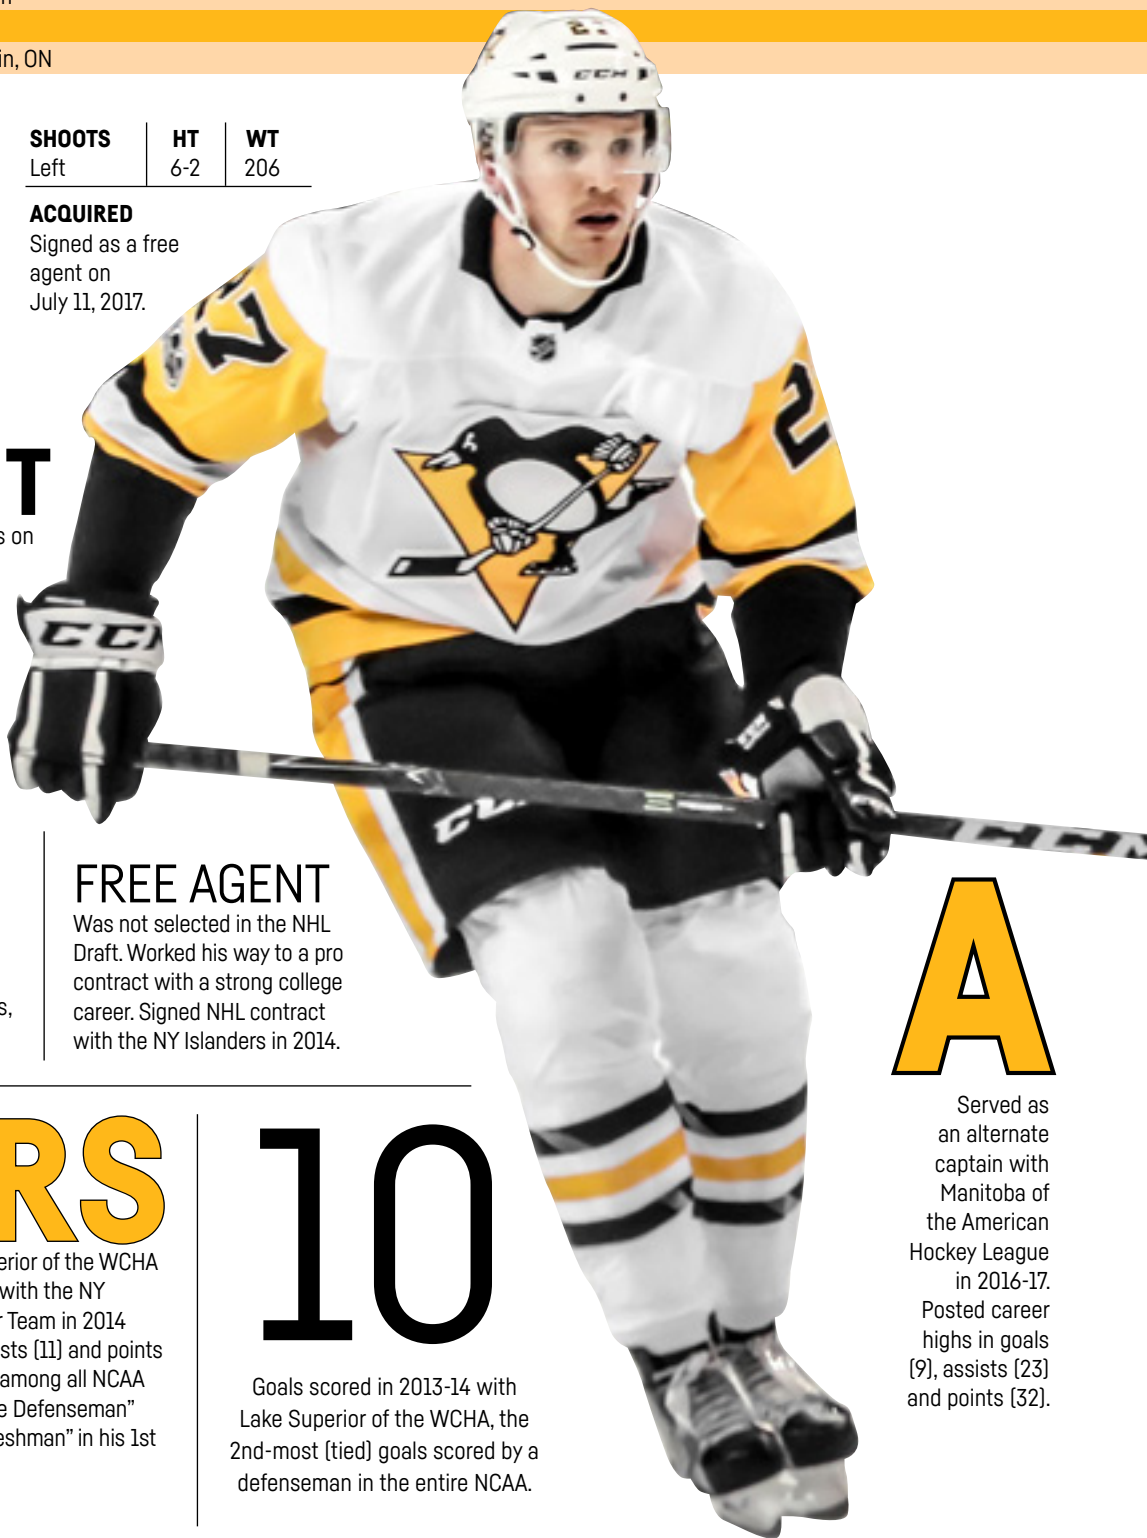 in, ON
SHOOTS HT WT
Left 6-2 206
ACQUIRED
Signed as a free
agent on
July 11, 2017.
27
2
CCM
T
s on
CC
FREE AGENT
Was not selected in the NHL
Draft. Worked his way to a pro
contract with a strong college
career. Signed NHL contract
with the NY Islanders in 2014.
s,
CCM
A
Served as
an alternate
captain with
Manitoba of
the American
Hockey League
in 2016-17.
Posted career
highs in goals
(9), assists (23)
and points (32).
RS
erior of the WCHA
with the NY
r Team in 2014
sts (11) and points
among all NCAA
e Defenseman”
eshman” in his 1st
10
Goals scored in 2013-14 with
Lake Superior of the WCHA, the
2nd-most (tied) goals scored by a
defenseman in the entire NCAA.